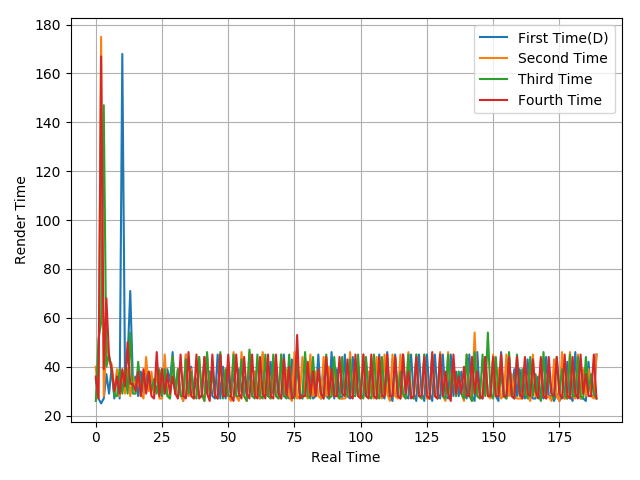 180
160
140
120
100
80
60
40
20
0
25
50
75
100
125
150
175
Render Time
Real Time
First Time(D)
Second Time
Third Time
Fourth Time